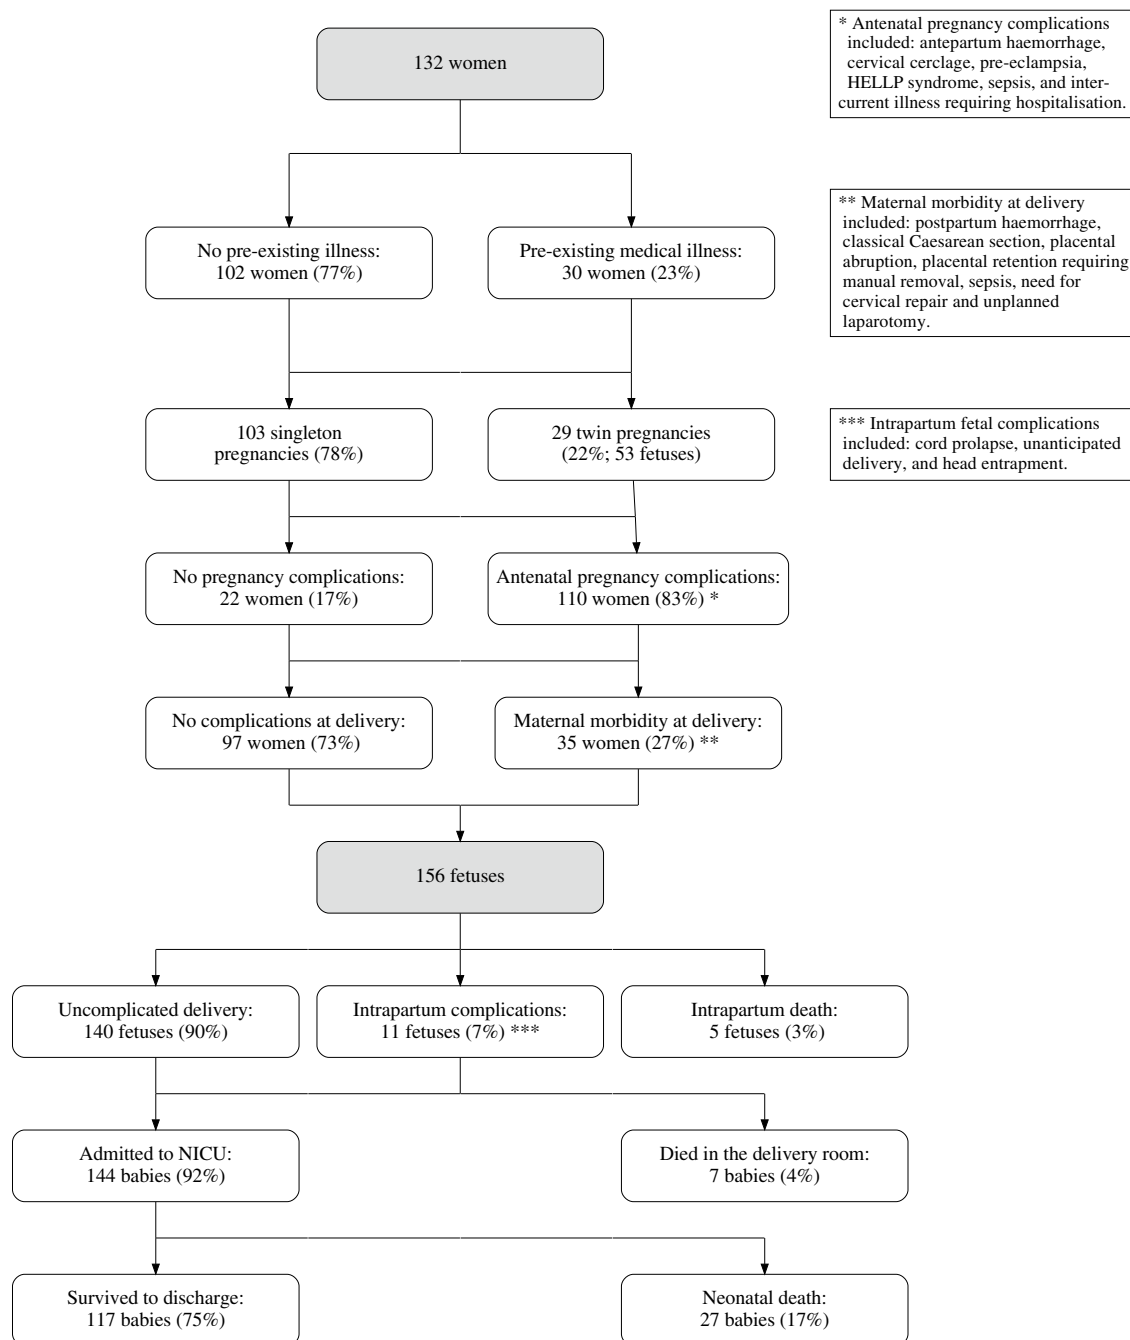 132 women
* Antenatal pregnancy complications
included: antepartum haemorrhage,
cervical cerclage, pre-eclampsia,
HELLP syndrome, sepsis, and inter-
current illness requiring hospitalisation.
No pre-existing illness:
102 women (77%)
Pre-existing medical illness:
30 women (23%)
** Maternal morbidity at delivery
included: postpartum haemorrhage,
classical Caesarean section, placental
abruption, placental retention requiring
manual removal, sepsis, need for
cervical repair and unplanned
laparotomy.
103 singleton
pregnancies (78%)
29 twin pregnancies
(22%; 53 fetuses)
*** Intrapartum fetal complications
included: cord prolapse, unanticipated
delivery, and head entrapment.
No pregnancy complications:
22 women (17%)
Antenatal pregnancy complications:
110 women (83%) *
No complications at delivery:
97 women (73%)
Maternal morbidity at delivery:
35 women (27%) **
156 fetuses
Uncomplicated delivery:
140 fetuses (90%)
Intrapartum complications:
11 fetuses (7%) ***
Intrapartum death:
5 fetuses (3%)
Admitted to NICU:
144 babies (92%)
Died in the delivery room:
7 babies (4%)
Survived to discharge:
117 babies (75%)
Neonatal death:
27 babies (17%)